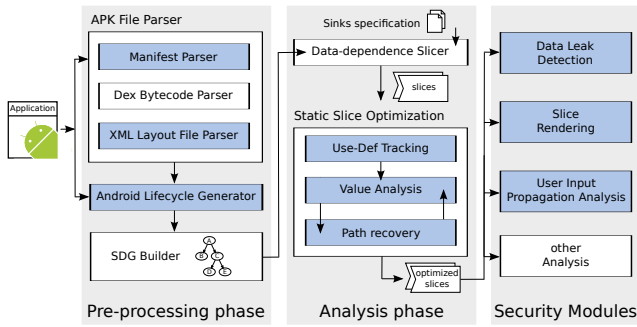 APK File Parser
Manifest Parser
Dex Bytecode Parser
XML Layout File Parser
Application
Android Lifecycle Generator
SDG Builder
A
B
C
D
E
Pre-processing phase
Sinks specification
Data-dependence Slicer
slices
Static Slice Optimization
Use-Def Tracking
Value Analysis
Path recovery
optimized
slices
Analysis phase
Data Leak
Detection
Slice
Rendering
User Input
Propagation Analysis
other
Analysis
Security Modules